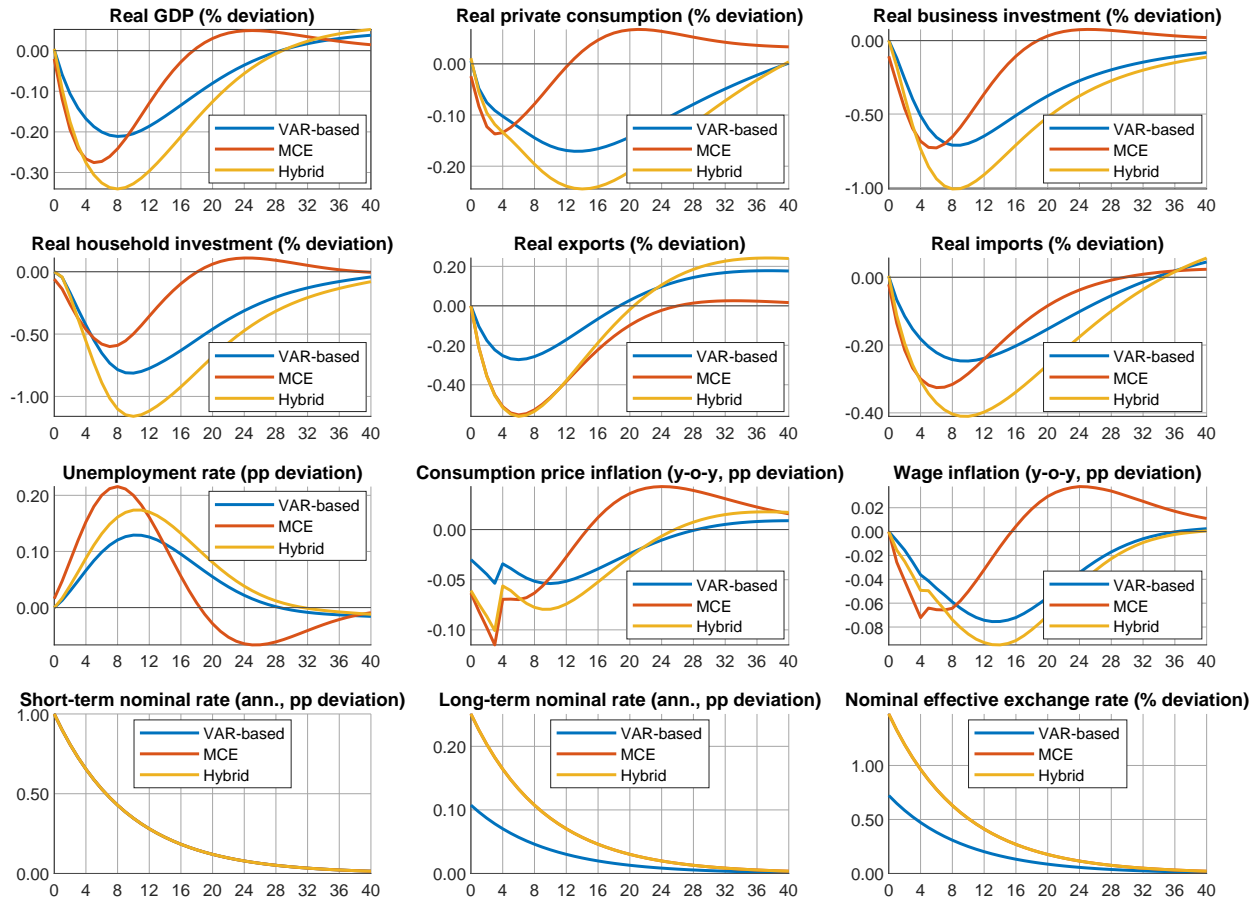 Real GDP (% deviation)
0.00
-0.10
-0.20
-0.30
VAR-based
MCE
Hybrid
0 4 8 12 16 20 24 28 32 36 40
Real private consumption (% deviation)
0.00
-0.10
-0.20
VAR-based
MCE
Hybrid
0 4 8 12 16 20 24 28 32 36 40
Real business investment (% deviation)
0.00
-0.50
-1.00
VAR-based
MCE
Hybrid
0 4 8 12 16 20 24 28 32 36 40
Real household investment (% deviation)
0.00
-0.50
-1.00
VAR-based
MCE
Hybrid
0 4 8 12 16 20 24 28 32 36 40
Real exports (% deviation)
0.20
0.00
-0.20
-0.40
VAR-based
MCE
Hybrid
0 4 8 12 16 20 24 28 32 36 40
Real imports (% deviation)
0.00
-0.20
-0.40
VAR-based
MCE
Hybrid
0 4 8 12 16 20 24 28 32 36 40
Unemployment rate (pp deviation)
0.20
0.10
0.00
VAR-based
MCE
Hybrid
0 4 8 12 16 20 24 28 32 36 40
Consumption price inflation (y-o-y, pp deviation)
0.00
-0.05
-0.10
VAR-based
MCE
Hybrid
0 4 8 12 16 20 24 28 32 36 40
Wage inflation (y-o-y, pp deviation)
0.02
0.00
-0.02
-0.04
-0.06
-0.08
VAR-based
MCE
Hybrid
0 4 8 12 16 20 24 28 32 36 40
Short-term nominal rate (ann., pp deviation)
1.00
0.50
0.00
VAR-based
MCE
Hybrid
0 4 8 12 16 20 24 28 32 36 40
Long-term nominal rate (ann., pp deviation)
0.20
0.10
0.00
VAR-based
MCE
Hybrid
0 4 8 12 16 20 24 28 32 36 40
Nominal effective exchange rate (% deviation)
1.00
0.50
0.00
VAR-based
MCE
Hybrid
0 4 8 12 16 20 24 28 32 36 40